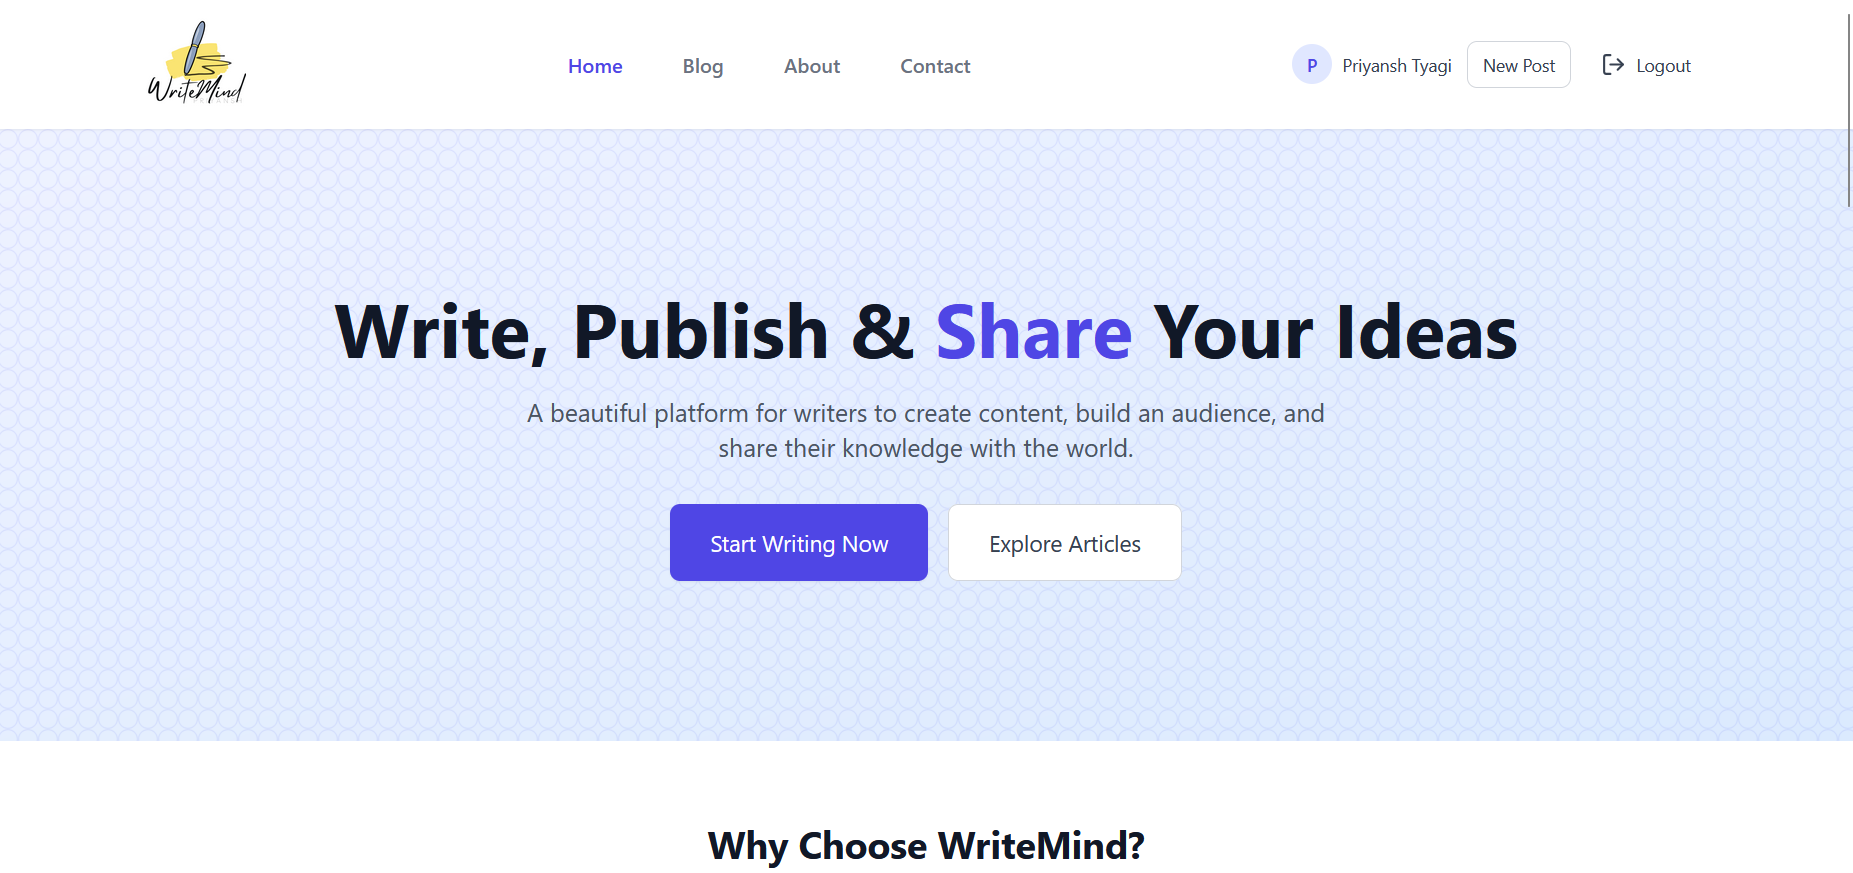 WriteMind
Home
Blog
About
Contact
P
Priyansh Tyagi
New Post
Logout
Write, Publish & Share Your Ideas
A beautiful platform for writers to create content, build an audience, and
share their knowledge with the world.
Start Writing Now
Explore Articles
Why Choose WriteMind?